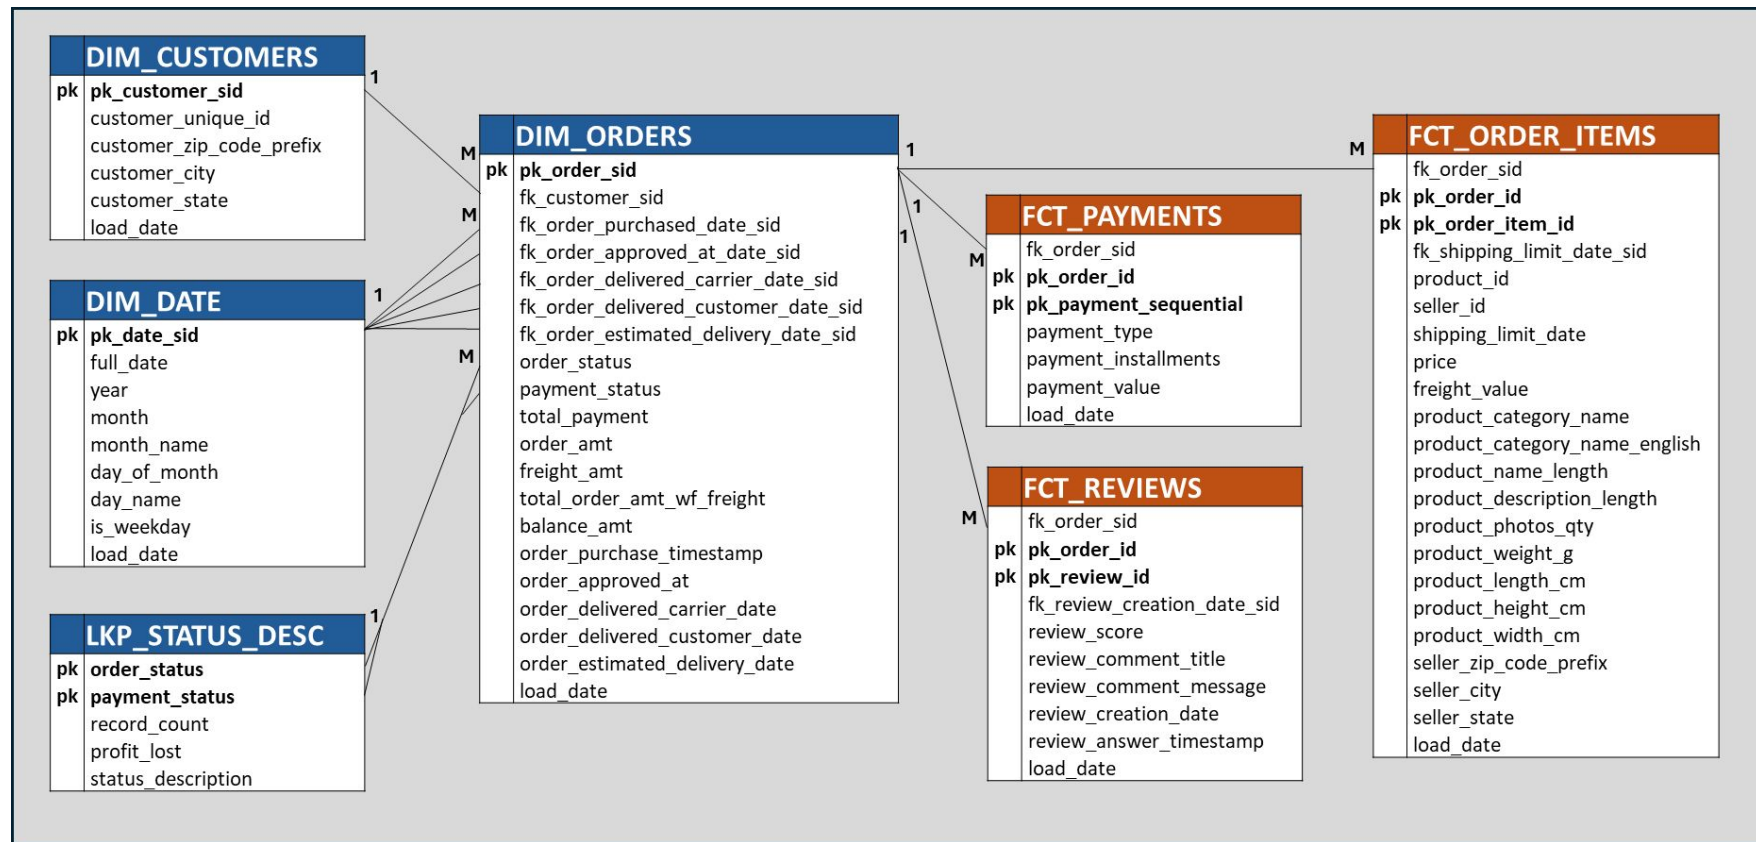 DIM_CUSTOMERS
pk pk_customer_sid
customer_unique_id
customer_zip_code_prefix
customer_city
customer_state
load_date
1
M
DIM_DATE
pk pk_date_sid
full_date
year
month
month_name
day_of_month
day_name
is_weekday
load_date
1
M
LKP_STATUS_DESC
pk order_status
pk payment_status
record_count
profit_lost
status_description
1
M
DIM_ORDERS
pk pk_order_sid
fk_customer_sid
fk_order_purchased_date_sid
fk_order_approved_at_date_sid
fk_order_delivered_carrier_date_sid
fk_order_delivered_customer_date_sid
fk_order_estimated_delivery_date_sid
order_status
payment_status
total_payment
order_amt
freight_amt
total_order_amt_wf_freight
balance_amt
order_purchase_timestamp
order_approved_at
order_delivered_carrier_date
order_delivered_customer_date
order_estimated_delivery_date
load_date
1
1
1
FCT_PAYMENTS
fk_order_sid
M
pk pk_order_id
pk pk_payment_sequential
payment_type
payment_installments
payment_value
load_date
FCT_REVIEWS
M
fk_order_sid
pk pk_order_id
pk pk_review_id
fk_review_creation_date_sid
review_score
review_comment_title
review_comment_message
review_creation_date
review_answer_timestamp
load_date
M
FCT_ORDER_ITEMS
fk_order_sid
pk pk_order_id
pk pk_order_item_id
fk_shipping_limit_date_sid
product_id
seller_id
shipping_limit_date
price
freight_value
product_category_name
product_category_name_english
product_name_length
product_description_length
product_photos_qty
product_weight_g
product_length_cm
product_height_cm
product_width_cm
seller_zip_code_prefix
seller_city
seller_state
load_date